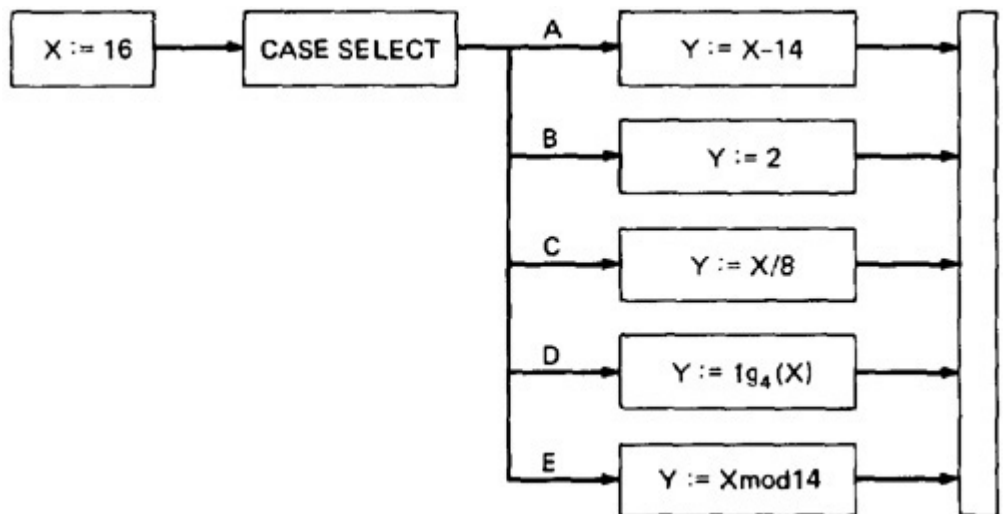 X := 16
CASE SELECT
A
Y := X-14
B
Y := 2
C
Y := X/8
D
Y := lg₄(X)
E
Y := Xmod14